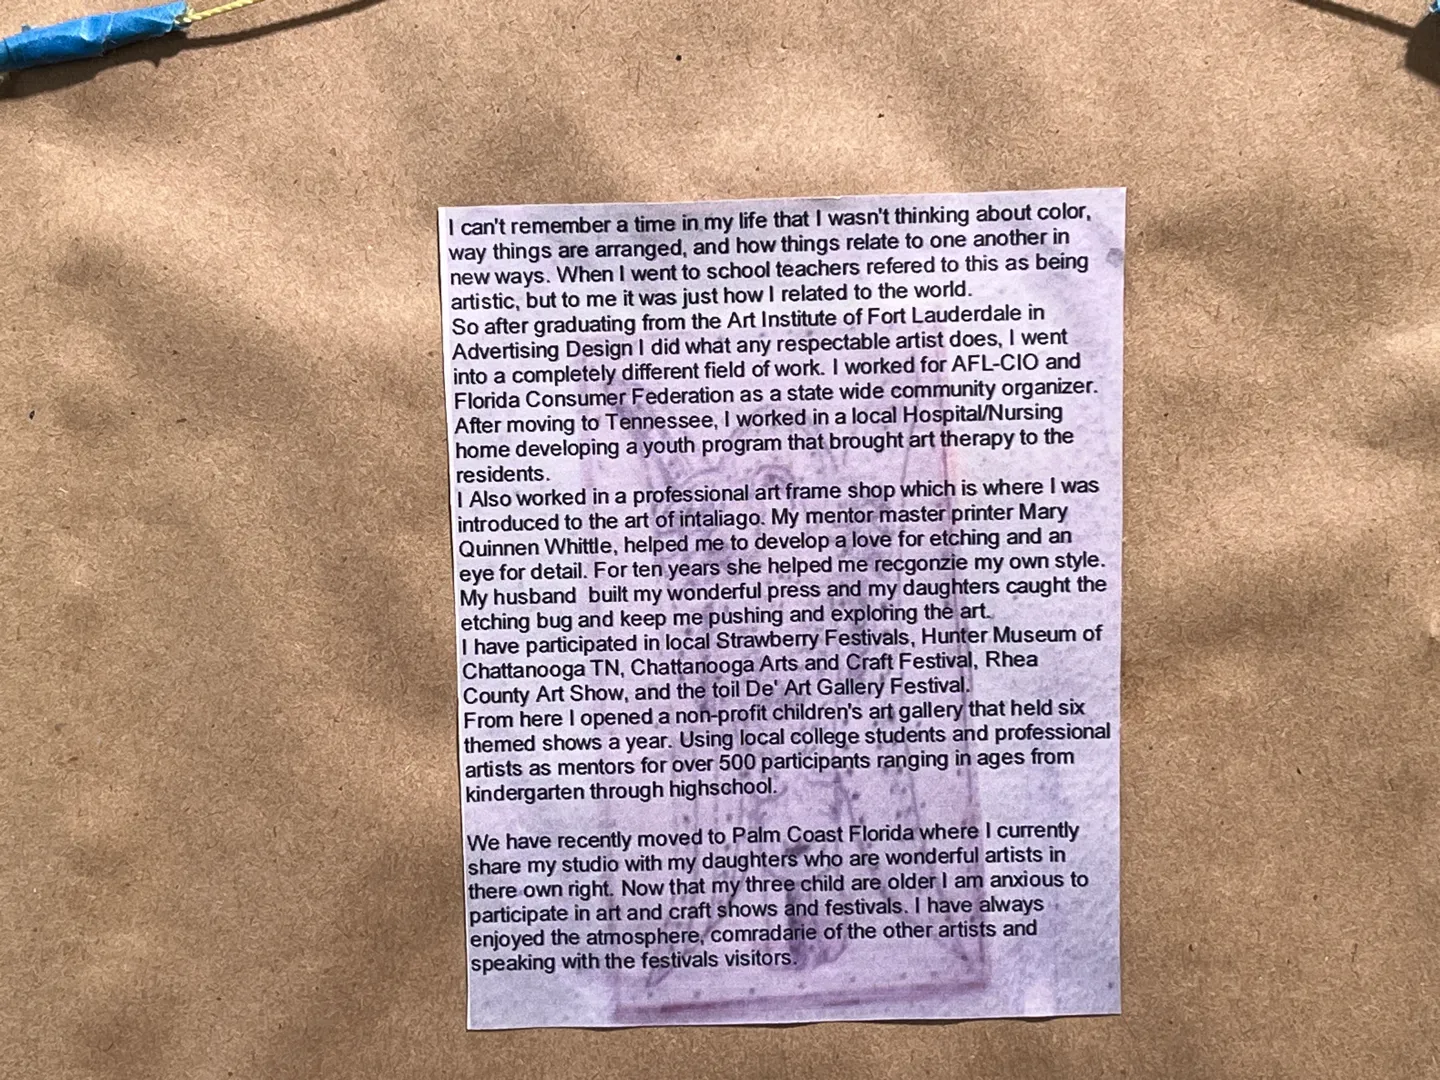 I can't remember a time in my life that I wasn't thinking about color,
way things are arranged, and how things relate to one another in
new ways. When I went to school teachers refered to this as being
artistic, but to me it was just how I related to the world.
So after graduating from the Art Institute of Fort Lauderdale in
Advertising Design I did what any respectable artist does, I went
into a completely different field of work. I worked for AFL-CIO and
Florida Consumer Federation as a state wide community organizer.
After moving to Tennessee, I worked in a local Hospital/Nursing
home developing a youth program that brought art therapy to the
residents.
I Also worked in a professional art frame shop which is where I was
introduced to the art of intaliago. My mentor master printer Mary
Quinnen Whittle, helped me to develop a love for etching and an
eye for detail. For ten years she helped me recgonzie my own style.
My husband  built my wonderful press and my daughters caught the
etching bug and keep me pushing and exploring the art.
I have participated in local Strawberry Festivals, Hunter Museum of
Chattanooga TN, Chattanooga Arts and Craft Festival, Rhea
County Art Show, and the toil De' Art Gallery Festival.
From here I opened a non-profit children's art gallery that held six
themed shows a year. Using local college students and professional
artists as mentors for over 500 participants ranging in ages from
kindergarten through highschool.

We have recently moved to Palm Coast Florida where I currently
share my studio with my daughters who are wonderful artists in
there own right. Now that my three child are older I am anxious to
participate in art and craft shows and festivals. I have always
enjoyed the atmosphere, comradarie of the other artists and
speaking with the festivals visitors.